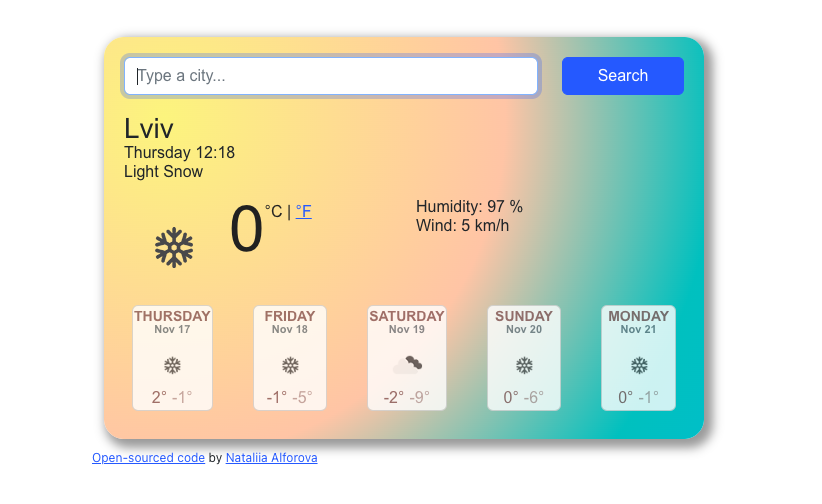 Type a city...
Search
Lviv
Thursday 12:18
Light Snow
0 °C | °F
Humidity: 97 %
Wind: 5 km/h
THURSDAY
Nov 17
2° -1°
FRIDAY
Nov 18
-1° -5°
SATURDAY
Nov 19
-2° -9°
SUNDAY
Nov 20
0° -6°
MONDAY
Nov 21
0° -1°
Open-sourced code by Nataliia Alforova